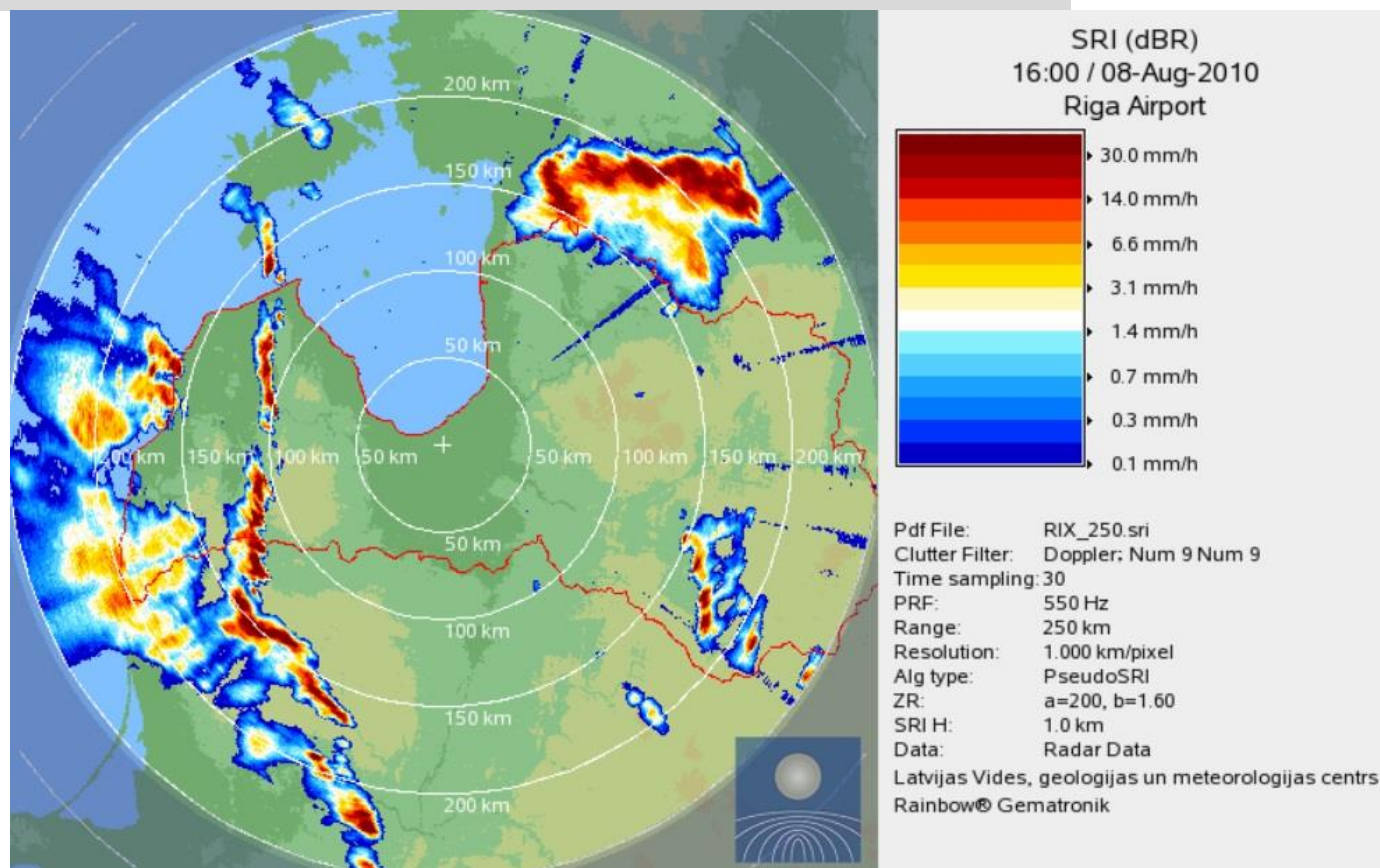 SRI (dBR)
16:00 / 08-Aug-2010
Riga Airport
30.0 mm/h
14.0 mm/h
6.6 mm/h
3.1 mm/h
1.4 mm/h
0.7 mm/h
0.3 mm/h
0.1 mm/h
200 km
150 km
100 km
50 km
200 km 150 km 100 km 50 km 50 km 100 km 150 km 200 km
50 km
100 km
150 km
200 km
Pdf File: RIX_250.sri
Clutter Filter: Doppler; Num 9 Num 9
Time sampling: 30
PRF: 550 Hz
Range: 250 km
Resolution: 1.000 km/pixel
Alg type: PseudoSRI
ZR: a=200, b=1.60
SRI H: 1.0 km
Data: Radar Data
Latvijas Vides, geologijas un meteorologijas centrs
Rainbow® Gematronik